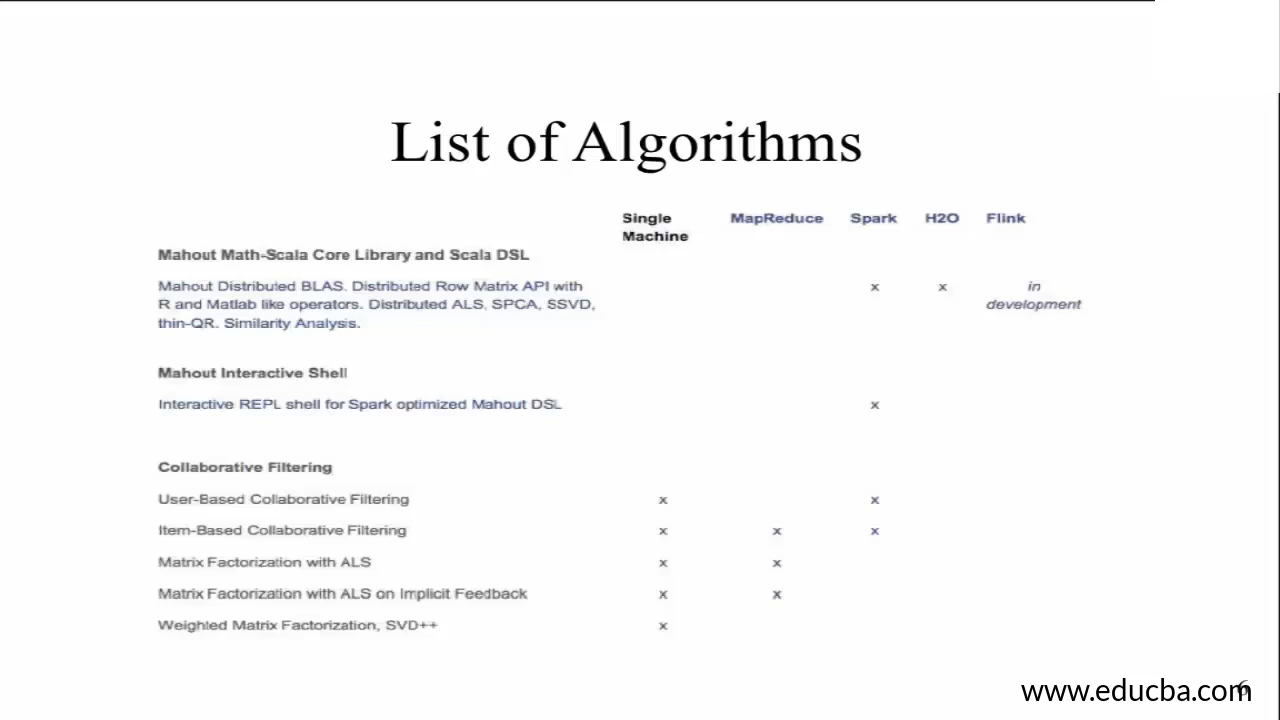 List of Algorithms
Single Machine MapReduce Spark H2O Flink
Mahout Math-Scala Core Library and Scala DSL
Mahout Distributed BLAS. Distributed Row Matrix API with x x in
R and Matlab like operators. Distributed ALS, SPCA, SSVD, development
thin-QR. Similarity Analysis.
Mahout Interactive Shell
Interactive REPL shell for Spark optimized Mahout DSL x
Collaborative Filtering
User-Based Collaborative Filtering x x
Item-Based Collaborative Filtering x x x
Matrix Factorization with ALS x x
Matrix Factorization with ALS on Implicit Feedback x x
Weighted Matrix Factorization, SVD++ x
www.educba.com
6